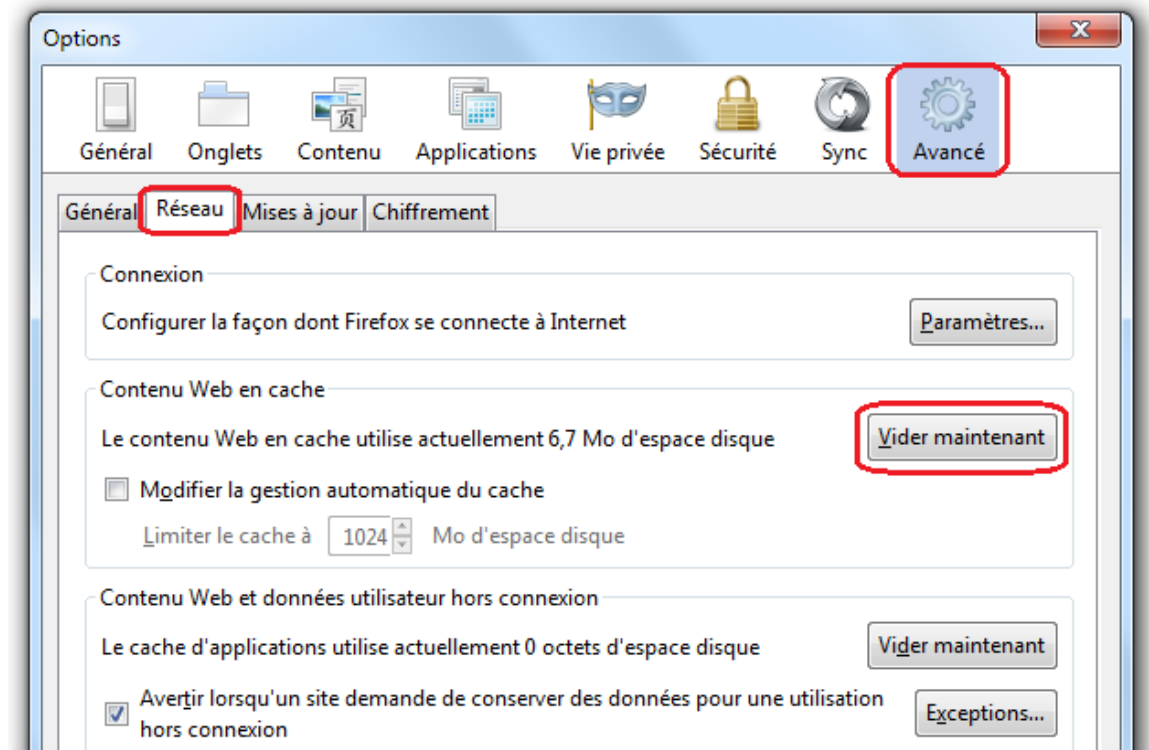 Options
页
Général Onglets Contenu Applications Vie privée Sécurité Sync Avancé
Général Réseau Mises à jour Chiffrement
Connexion
Configurer la façon dont Firefox se connecte à Internet Paramètres...
Contenu Web en cache
Le contenu Web en cache utilise actuellement 6,7 Mo d'espace disque Vider maintenant
Modifier la gestion automatique du cache
Limiter le cache à 1024 Mo d'espace disque
Contenu Web et données utilisateur hors connexion
Le cache d'applications utilise actuellement 0 octets d'espace disque Vider maintenant
Avertir lorsqu'un site demande de conserver des données pour une utilisation
hors connexion Exceptions...